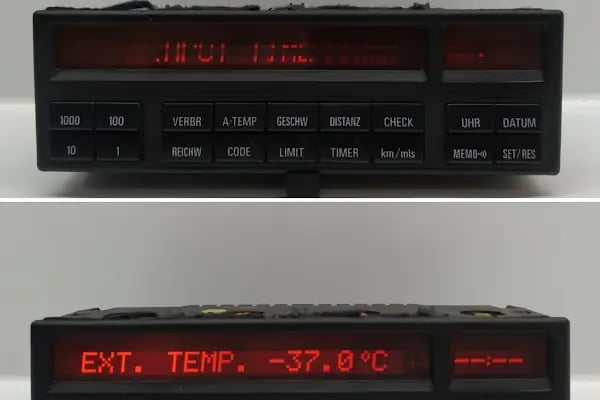 1000 100 VERBR A-TEMP GESCHW DISTANZ CHECK UHR DATUM
10 1 REICHW CODE LIMIT TIMER km/mls MEMO SET/RES
EXT. TEMP. -37.0°C --:--